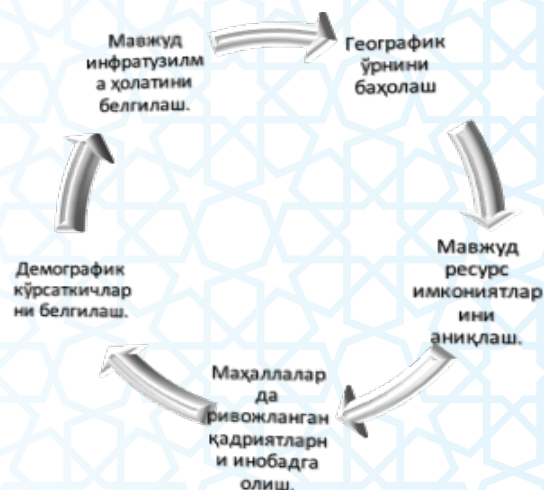 Мавжуд
инфратузилм
а ҳолатини
белгилаш.
Географик
ўрнини
баҳолаш
Мавжуд
ресурс
имкониятлар
ини
аниқлаш.
Маҳаллалар
да
ривожланган
қадриятларн
и инобадга
олиш.
Демографик
кўрсаткичлар
ни белгилаш.